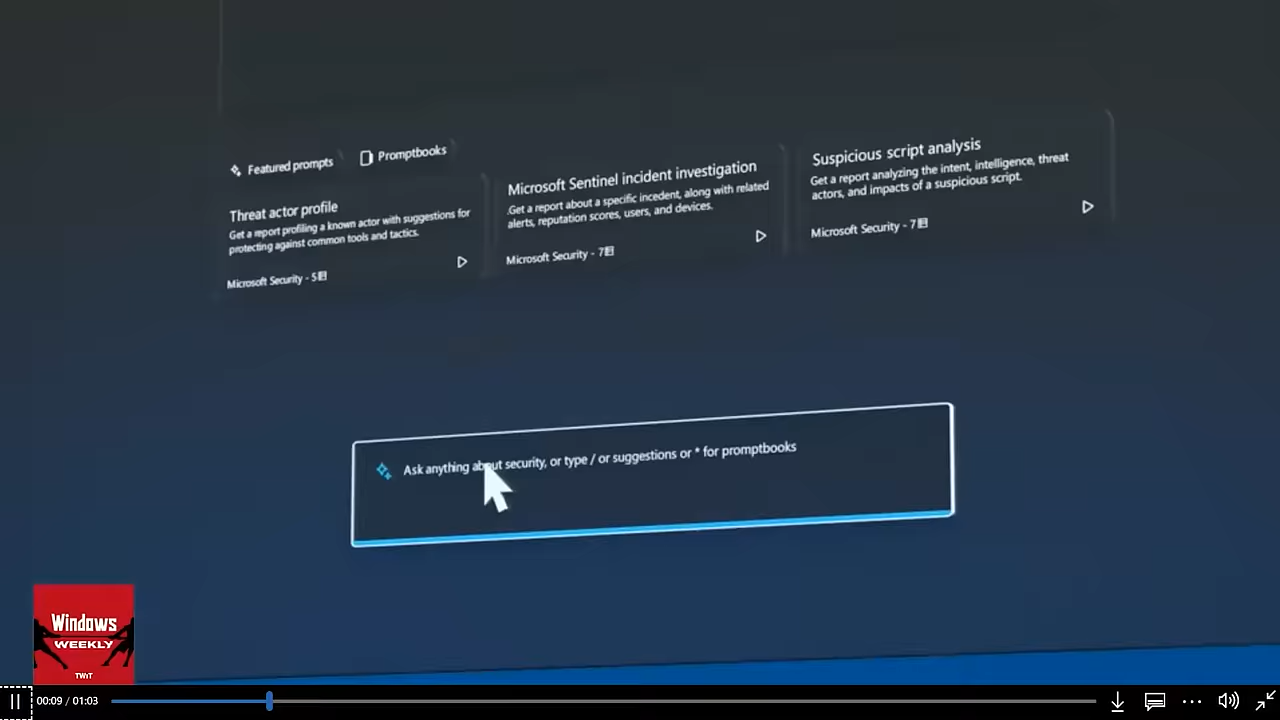 Featured prompts
Promptbooks
Threat actor profile
Get a report profiling a known actor with suggestions for
protecting against common tools and tactics.
Microsoft Security - 5
Microsoft Sentinel incident investigation
.Get a report about a specific incedent, along with related
alerts, reputation scores, users, and devices.
Microsoft Security - 7
Suspicious script analysis
Get a report analyzing the intent, intelligence, threat
actors, and impacts of a suspicious script.
Microsoft Security - 7
Ask anything about security, or type / or suggestions or * for promptbooks
Windows
WEEKLY
TWiT
00:09 / 01:03